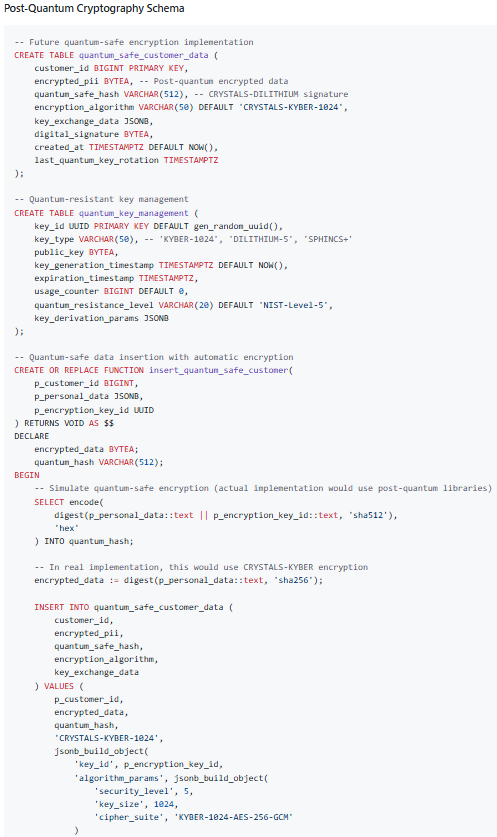 Post-Quantum Cryptography Schema
-- Future quantum-safe encryption implementation
CREATE TABLE quantum_safe_customer_data (
    customer_id BIGINT PRIMARY KEY,
    encrypted_pii BYTEA, -- Post-quantum encrypted data
    quantum_safe_hash VARCHAR(512), -- CRYSTALS-DILITHIUM signature
    encryption_algorithm VARCHAR(50) DEFAULT 'CRYSTALS-KYBER-1024',
    key_exchange_data JSONB,
    digital_signature BYTEA,
    created_at TIMESTAMPTZ DEFAULT NOW(),
    last_quantum_key_rotation TIMESTAMPTZ
);
-- Quantum-resistant key management
CREATE TABLE quantum_key_management (
    key_id UUID PRIMARY KEY DEFAULT gen_random_uuid(),
    key_type VARCHAR(50), -- 'KYBER-1024', 'DILITHIUM-5', 'SPHINCS+'
    public_key BYTEA,
    key_generation_timestamp TIMESTAMPTZ DEFAULT NOW(),
    expiration_timestamp TIMESTAMPTZ,
    usage_counter BIGINT DEFAULT 0,
    quantum_resistance_level VARCHAR(20) DEFAULT 'NIST-Level-5',
    key_derivation_params JSONB
);
-- Quantum-safe data insertion with automatic encryption
CREATE OR REPLACE FUNCTION insert_quantum_safe_customer(
    p_customer_id BIGINT,
    p_personal_data JSONB,
    p_encryption_key_id UUID
) RETURNS VOID AS $$
DECLARE
    encrypted_data BYTEA;
    quantum_hash VARCHAR(512);
BEGIN
    -- Simulate quantum-safe encryption (actual implementation would use post-quantum libraries)
    SELECT encode(
        digest(p_personal_data::text || p_encryption_key_id::text, 'sha512'),
        'hex'
    ) INTO quantum_hash;
    -- In real implementation, this would use CRYSTALS-KYBER encryption
    encrypted_data := digest(p_personal_data::text, 'sha256');
    INSERT INTO quantum_safe_customer_data (
        customer_id,
        encrypted_pii,
        quantum_safe_hash,
        encryption_algorithm,
        key_exchange_data
    ) VALUES (
        p_customer_id,
        encrypted_data,
        quantum_hash,
        'CRYSTALS-KYBER-1024',
        jsonb_build_object(
            'key_id', p_encryption_key_id,
            'algorithm_params', jsonb_build_object(
                'security_level', 5,
                'key_size', 1024,
                'cipher_suite', 'KYBER-1024-AES-256-GCM'
            )